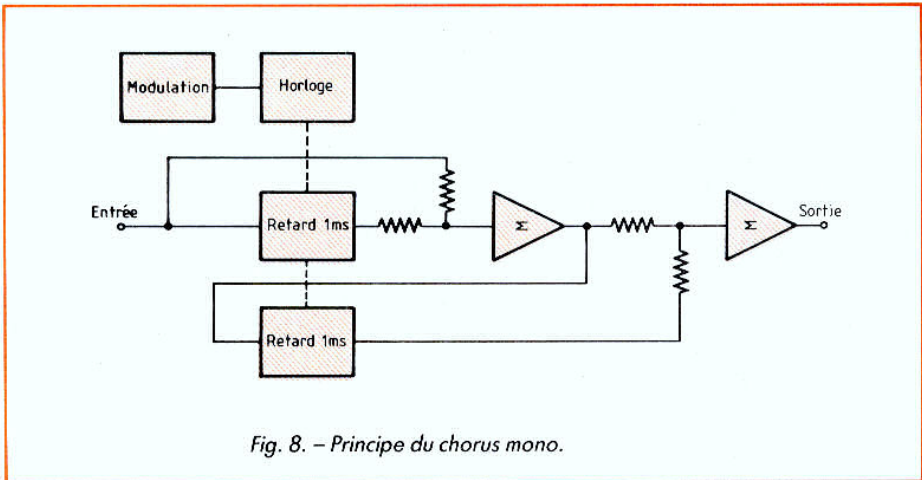 Modulation
Horloge
Entrée
Retard 1ms
Σ
Σ
Sortie
Retard 1ms
Fig. 8. – Principe du chorus mono.